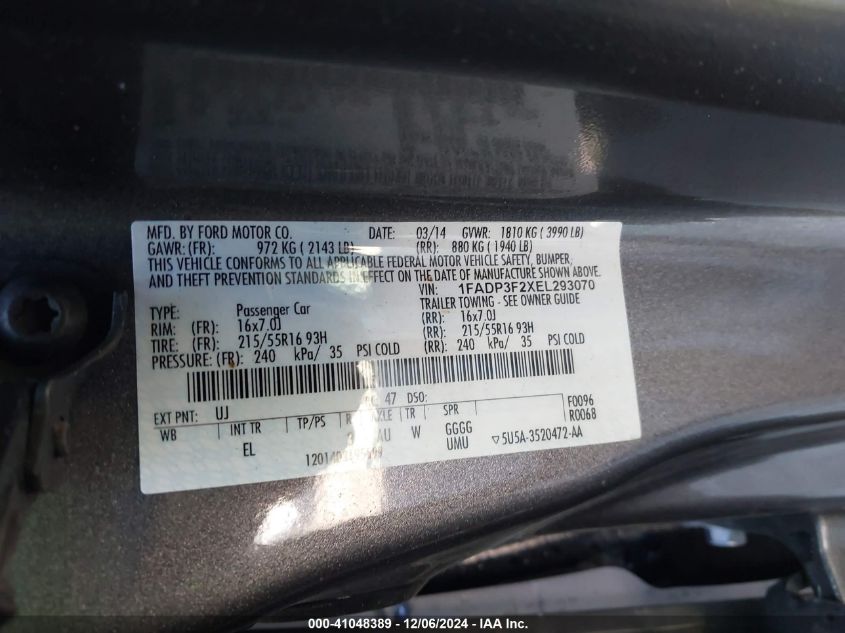 MFD. BY FORD MOTOR CO. DATE: 03/14 GVWR: 1810 KG ( 3990 LB)
GAWR: (FR): 972 KG ( 2143 LB) (RR): 880 KG ( 1940 LB)
THIS VEHICLE CONFORMS TO ALL APPLICABLE FEDERAL MOTOR VEHICLE SAFETY, BUMPER,
AND THEFT PREVENTION STANDARDS IN EFFECT ON THE DATE OF MANUFACTURE SHOWN ABOVE.
VIN: 1FADP3F2XEL293070
TYPE: Passenger Car TRAILER TOWING - SEE OWNER GUIDE
RIM: (FR): 16x7.0J (RR): 16x7.0J
TIRE: (FR): 215/55R16 93H (RR): 215/55R16 93H
PRESSURE: (FR): 240 kPa/ 35 PSI COLD (RR): 240 kPa/ 35 PSI COLD
47 DSO: F0096
EXT PNT: UJ R0068
WB INT TR TP/PS R AXLE TR SPR
EL W GGGG UMU 5U5A-3520472-AA
000-41048389 - 12/06/2024 - IAA Inc.